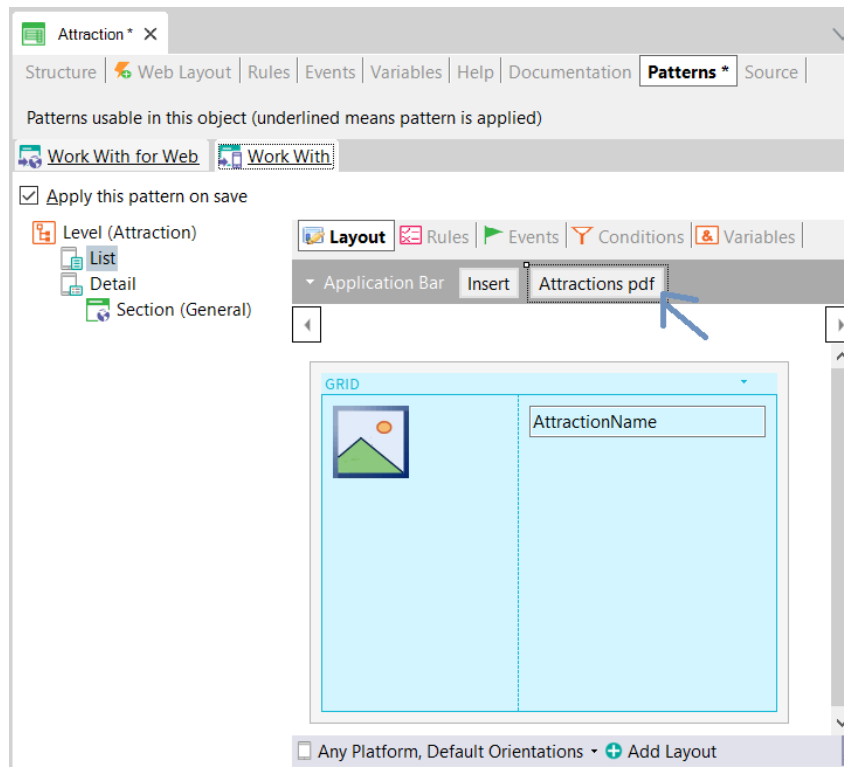 Attraction *
Structure Web Layout Rules Events Variables Help Documentation Patterns * Source
Patterns usable in this object (underlined means pattern is applied)
Work With for Web Work With
Apply this pattern on save
Level (Attraction)
List
Detail
Section (General)
Layout Rules Events Conditions & Variables
Application Bar Insert Attractions pdf
GRID
AttractionName
Any Platform, Default Orientations Add Layout